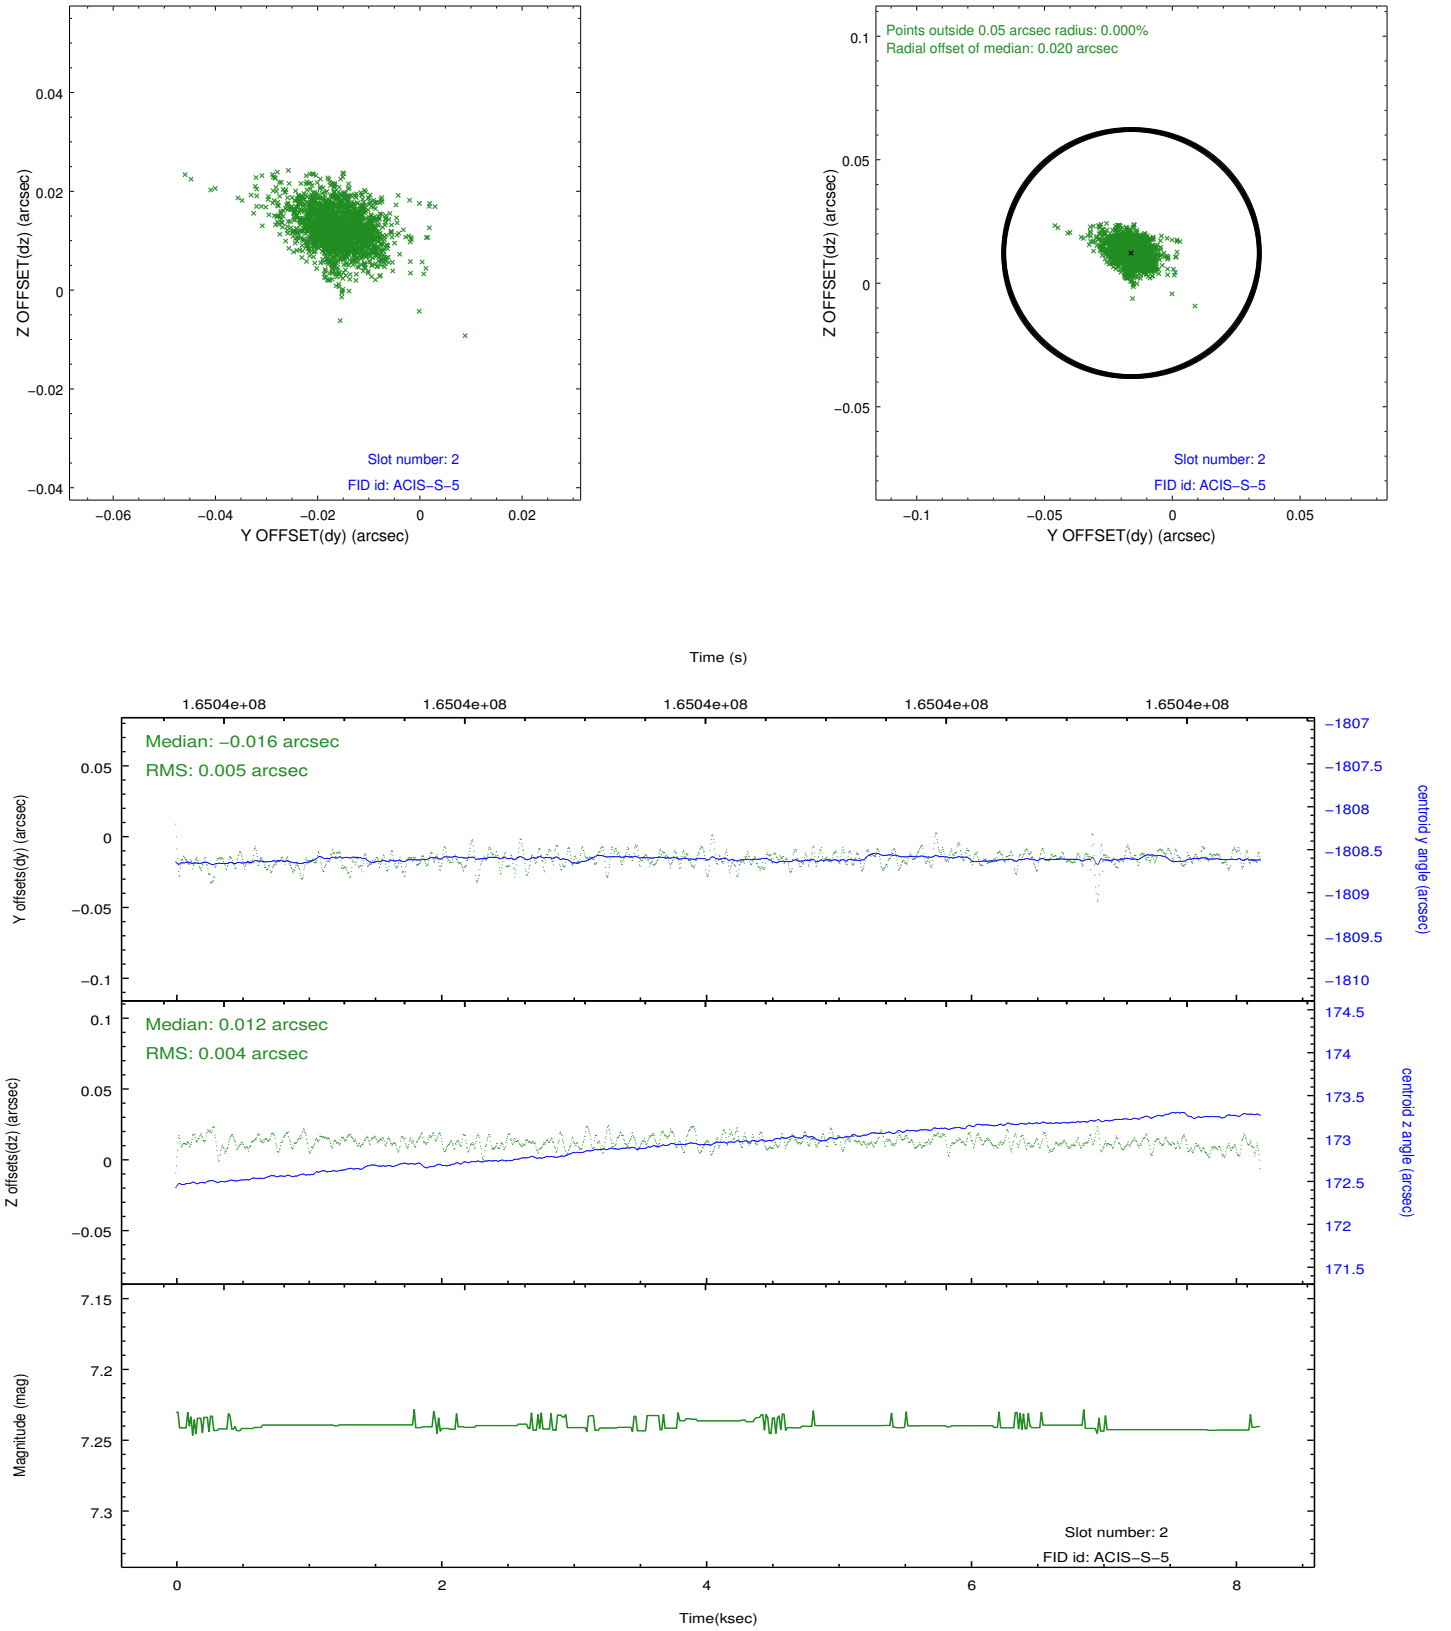 0.04
0.02
0
−0.02
−0.04
Z OFFSET(dz) (arcsec)
Slot number: 2
FID id: ACIS−S−5
−0.06
−0.04
−0.02
0
0.02
Y OFFSET(dy) (arcsec)
Points outside 0.05 arcsec radius: 0.000%
Radial offset of median: 0.020 arcsec
0.1
0.05
0
−0.05
Z OFFSET(dz) (arcsec)
Slot number: 2
FID id: ACIS−S−5
−0.1
−0.05
0
0.05
Y OFFSET(dy) (arcsec)
Time (s)
1.6504e+08
1.6504e+08
1.6504e+08
1.6504e+08
1.6504e+08
Median: −0.016 arcsec
RMS: 0.005 arcsec
0.05
0
−0.05
−0.1
Y offsets(dy) (arcsec)
−1807
−1807.5
−1808
−1808.5
−1809
−1809.5
−1810
centroid y angle (arcsec)
Median: 0.012 arcsec
RMS: 0.004 arcsec
0.1
0.05
0
−0.05
Z offsets(dz) (arcsec)
174.5
174
173.5
173
172.5
172
171.5
centroid z angle (arcsec)
7.15
7.2
7.25
7.3
Magnitude (mag)
Slot number: 2
FID id: ACIS−S−5
0
2
4
6
8
Time(ksec)